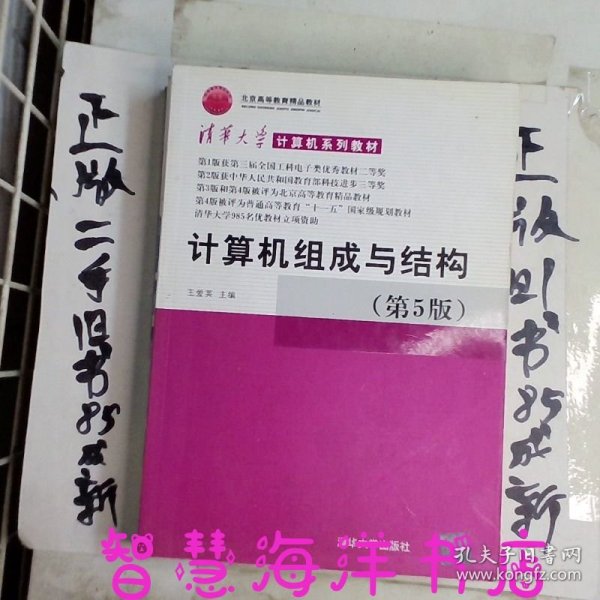 北京高等教育精品教材
BEIJING GAODENG JIAOYU JINGPIN JIAOCAI
清华大学 计算机系列教材
第1版获第三届全国工科电子类优秀教材二等奖
第2版获中华人民共和国教育部科技进步三等奖
第3版和第4版被评为北京高等教育精品教材
第4版被评为普通高等教育“十一五”国家级规划教材
清华大学985名优教材立项资助
计算机组成与结构
(第5版)
王爱英 主编
清华大学出版社
正版二手旧书85成新
正版旧书85成新
智慧海洋书店
孔夫子旧书网
www.kongfz.com